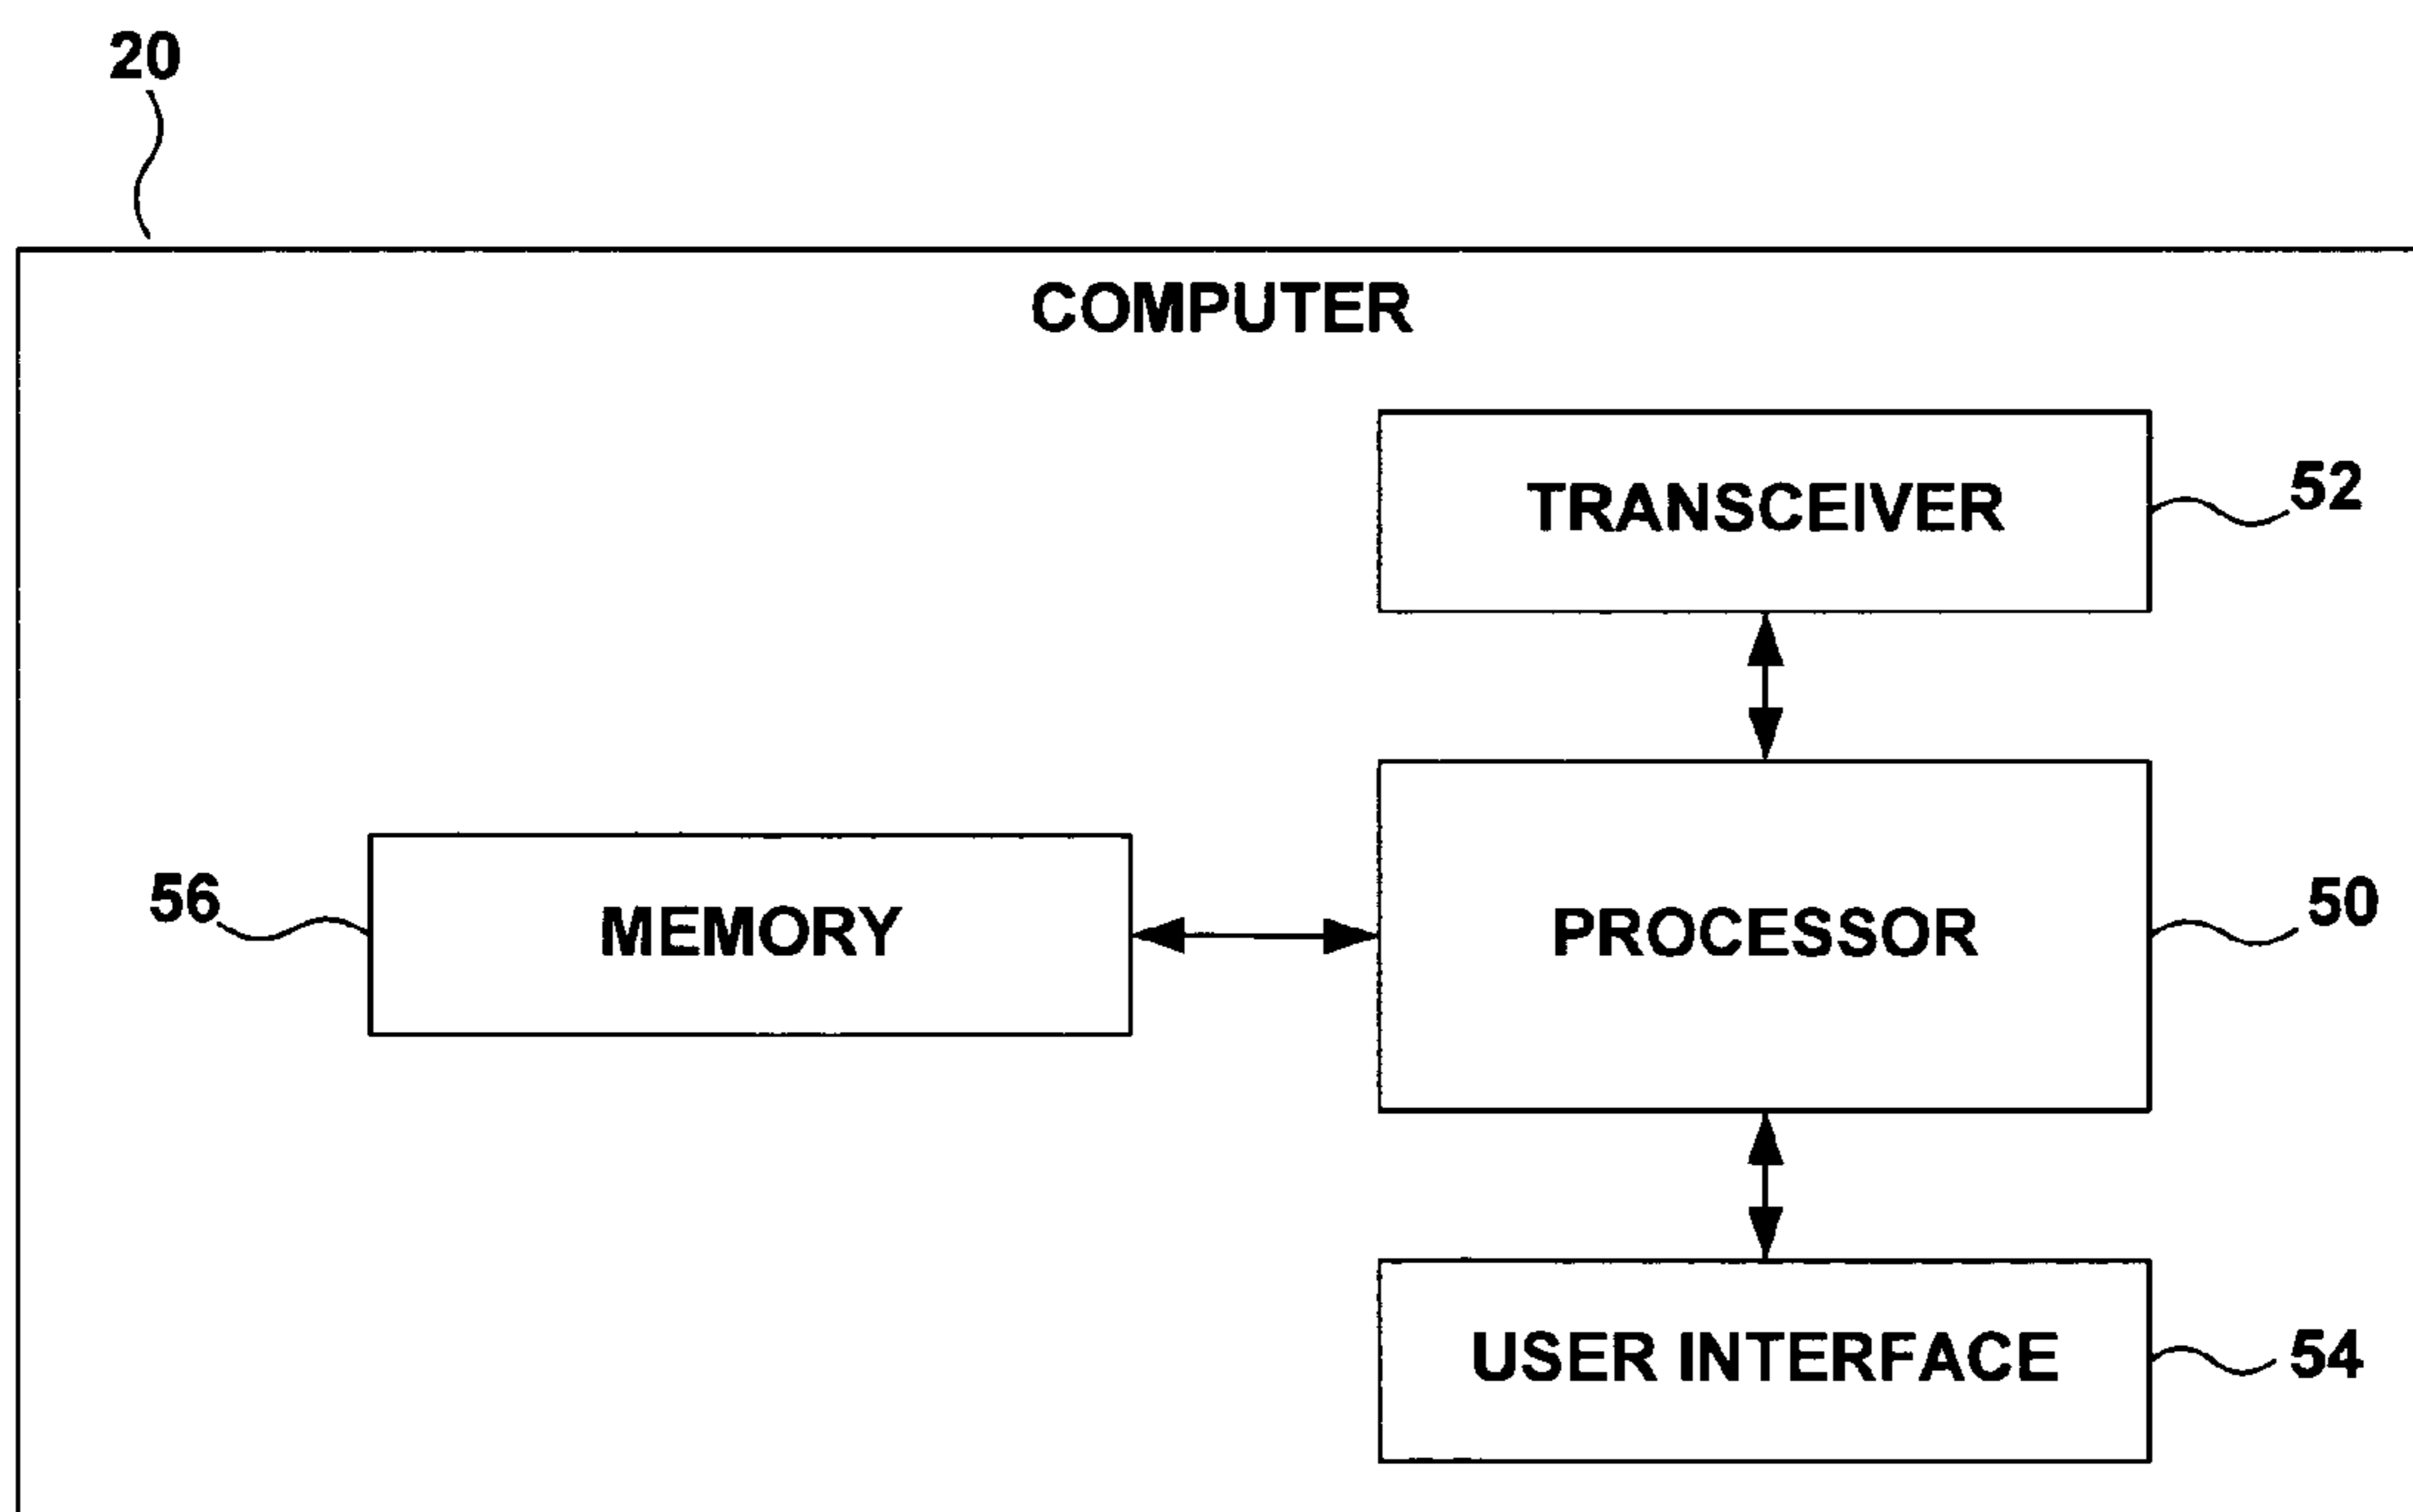 20
COMPUTER
TRANSCEIVER
52
56
MEMORY
PROCESSOR
50
USER INTERFACE
54